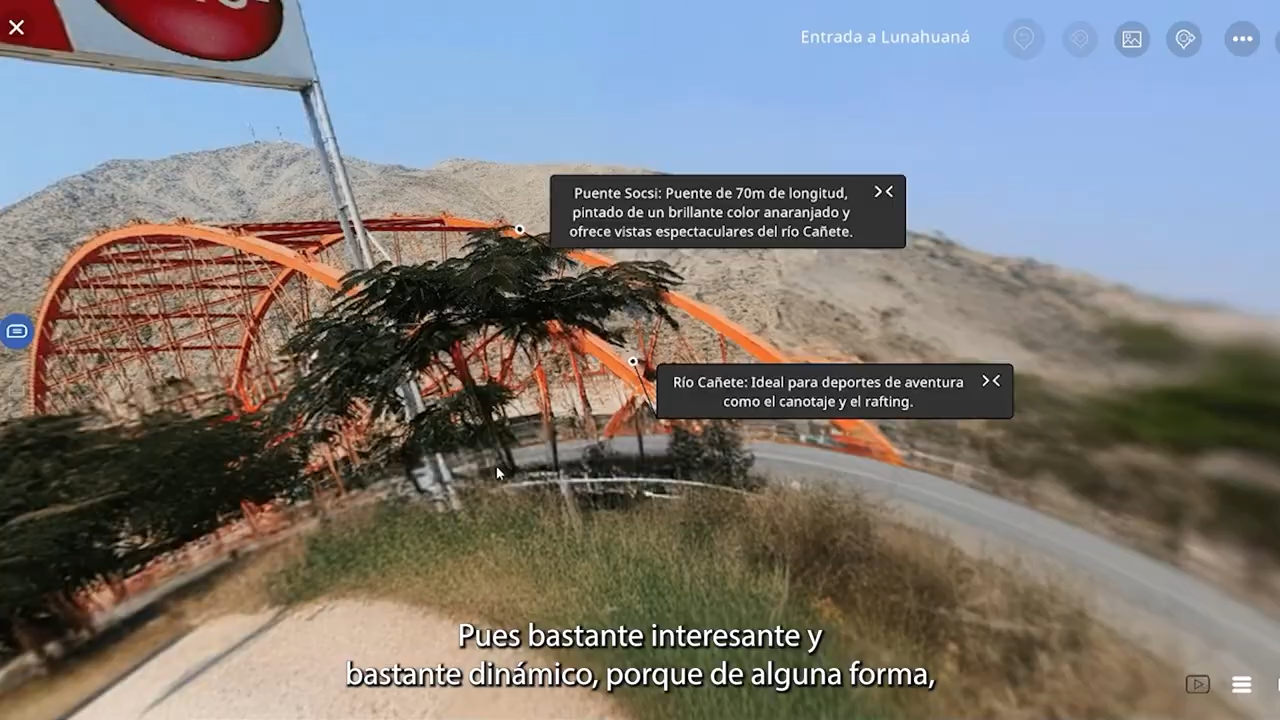 Entrada a Lunahuaná
Puente Socsi: Puente de 70m de longitud,
pintado de un brillante color anaranjado y
ofrece vistas espectaculares del río Cañete.
Río Cañete: Ideal para deportes de aventura
como el canotaje y el rafting.
Pues bastante interesante y
bastante dinámico, porque de alguna forma,